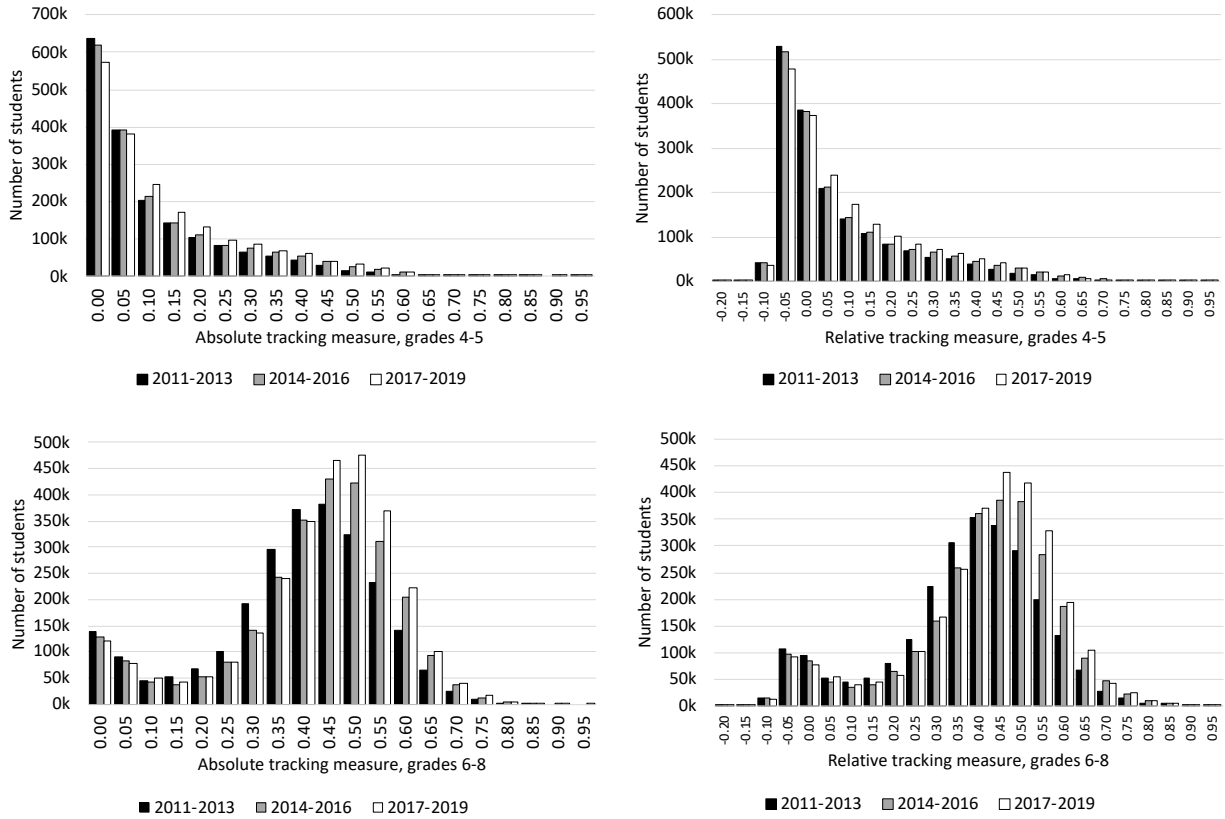 700k
600k
500k
400k
300k
200k
100k
0k
Number of students
0.00 0.05 0.10 0.15 0.20 0.25 0.30 0.35 0.40 0.45 0.50 0.55 0.60 0.65 0.70 0.75 0.80 0.85 0.90 0.95
Absolute tracking measure, grades 4-5
2011-2013 2014-2016 2017-2019
600k
500k
400k
300k
200k
100k
0k
Number of students
-0.20 -0.15 -0.10 -0.05 0.00 0.05 0.10 0.15 0.20 0.25 0.30 0.35 0.40 0.45 0.50 0.55 0.60 0.65 0.70 0.75 0.80 0.85 0.90 0.95
Relative tracking measure, grades 4-5
2011-2013 2014-2016 2017-2019
500k
450k
400k
350k
300k
250k
200k
150k
100k
50k
0k
Number of students
0.00 0.05 0.10 0.15 0.20 0.25 0.30 0.35 0.40 0.45 0.50 0.55 0.60 0.65 0.70 0.75 0.80 0.85 0.90 0.95
Absolute tracking measure, grades 6-8
2011-2013 2014-2016 2017-2019
500k
450k
400k
350k
300k
250k
200k
150k
100k
50k
0k
Number of students
-0.20 -0.15 -0.10 -0.05 0.00 0.05 0.10 0.15 0.20 0.25 0.30 0.35 0.40 0.45 0.50 0.55 0.60 0.65 0.70 0.75 0.80 0.85 0.90 0.95
Relative tracking measure, grades 6-8
2011-2013 2014-2016 2017-2019